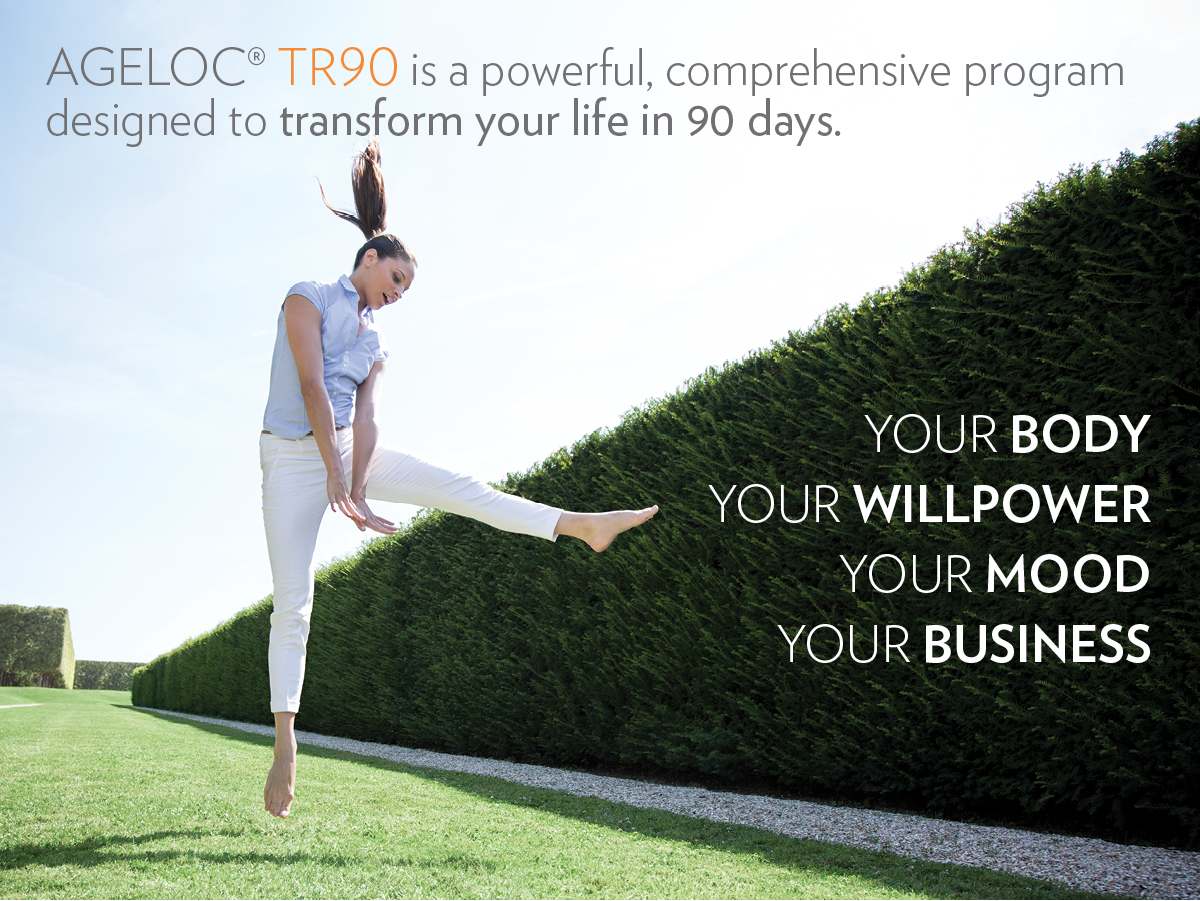 AGELOC® TR90 is a powerful, comprehensive program
designed to transform your life in 90 days.
YOUR BODY
YOUR WILLPOWER
YOUR MOOD
YOUR BUSINESS